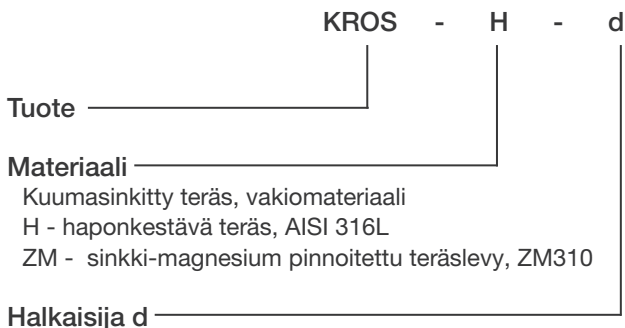 KROS - H - d
Tuote
Materiaali
Kuumasinkitty teräs, vakiomateriaali
H - haponkestävä teräs, AISI 316L
ZM - sinkki-magnesium pinnoitettu teräslevy, ZM310
Halkaisija d